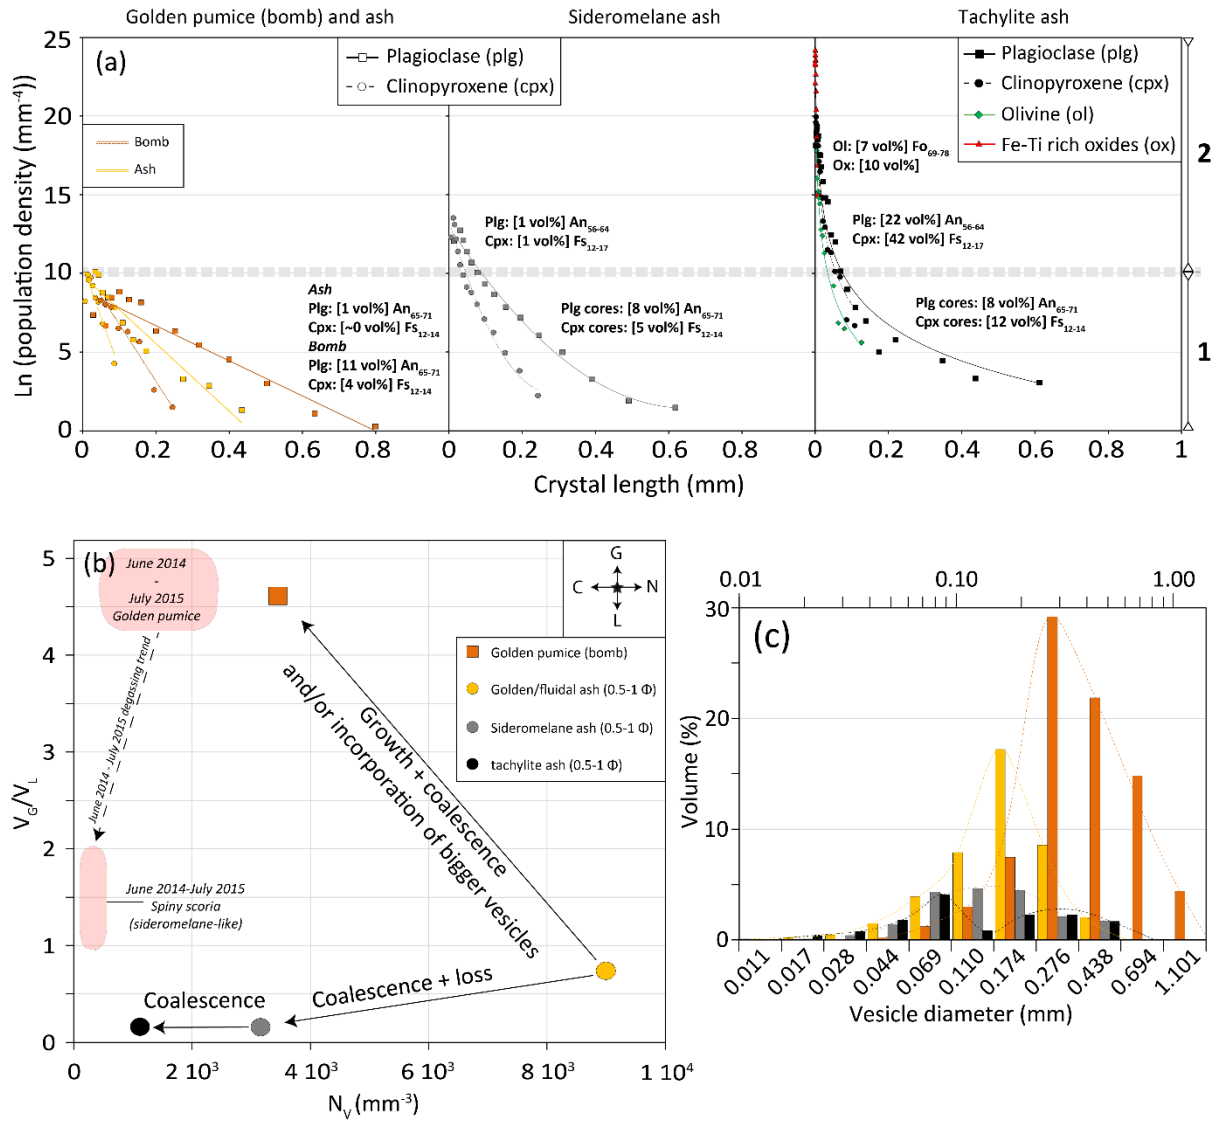 Golden pumice (bomb) and ash
Sideromelane ash
Tachylite ash
(a)
Ln (population density (mm⁻⁴))
25
20
15
10
5
0
Plagioclase (plg)
Clinopyroxene (cpx)
Bomb
Ash
Ash
Plg: [1 vol%] An₆₅₋₇₁
Cpx: [~0 vol%] Fs₁₂₋₁₄
Bomb
Plg: [11 vol%] An₆₅₋₇₁
Cpx: [4 vol%] Fs₁₂₋₁₄
Plg: [1 vol%] An₅₆₋₆₄
Cpx: [1 vol%] Fs₁₂₋₁₇
Plg cores: [8 vol%] An₆₅₋₇₁
Cpx cores: [5 vol%] Fs₁₂₋₁₄
Plagioclase (plg)
Clinopyroxene (cpx)
Olivine (ol)
Fe-Ti rich oxides (ox)
Ol: [7 vol%] Fo₆₉₋₇₈
Ox: [10 vol%]
Plg: [22 vol%] An₅₆₋₆₄
Cpx: [42 vol%] Fs₁₂₋₁₇
Plg cores: [8 vol%] An₆₅₋₇₁
Cpx cores: [12 vol%] Fs₁₂₋₁₄
2
1
0 0.2 0.4 0.6 0.8 0 0.2 0.4 0.6 0.8 0 0.2 0.4 0.6 0.8 1
Crystal length (mm)
(b)
V_G/V_L
5
4
3
2
1
0
June 2014
-
July 2015
Golden pumice
June 2014 - July 2015 degassing trend
June 2014-July 2015
Spiny scoria
(sideromelane-like)
G
C N
L
Golden pumice (bomb)
Golden/fluidal ash (0.5-1 Φ)
Sideromelane ash (0.5-1 Φ)
tachylite ash (0.5-1 Φ)
Growth + coalescence
and/or incorporation of bigger vesicles
Coalescence + loss
Coalescence
0 2 10³ 4 10³ 6 10³ 8 10³ 1 10⁴
N_V (mm⁻³)
0.01 0.10 1.00
(c)
Volume (%)
30
20
10
0
0.011 0.017 0.028 0.044 0.069 0.110 0.174 0.276 0.438 0.694 1.101
Vesicle diameter (mm)